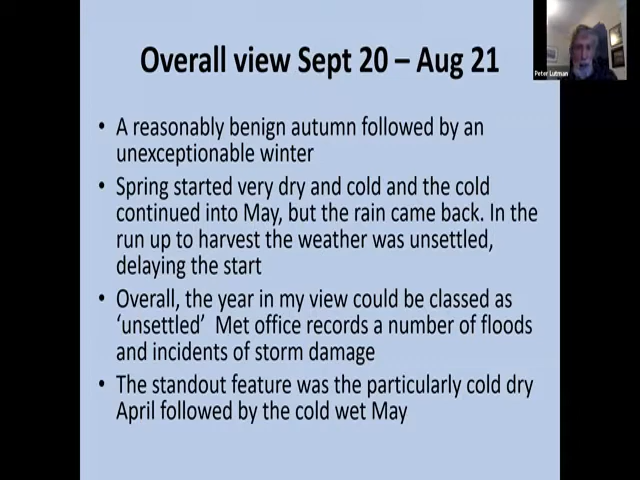 Overall view Sept 20 – Aug 21
• A reasonably benign autumn followed by an
unexceptionable winter
• Spring started very dry and cold and the cold
continued into May, but the rain came back. In the
run up to harvest the weather was unsettled,
delaying the start
• Overall, the year in my view could be classed as
‘unsettled’ Met office records a number of floods
and incidents of storm damage
• The standout feature was the particularly cold dry
April followed by the cold wet May
Peter Lutman